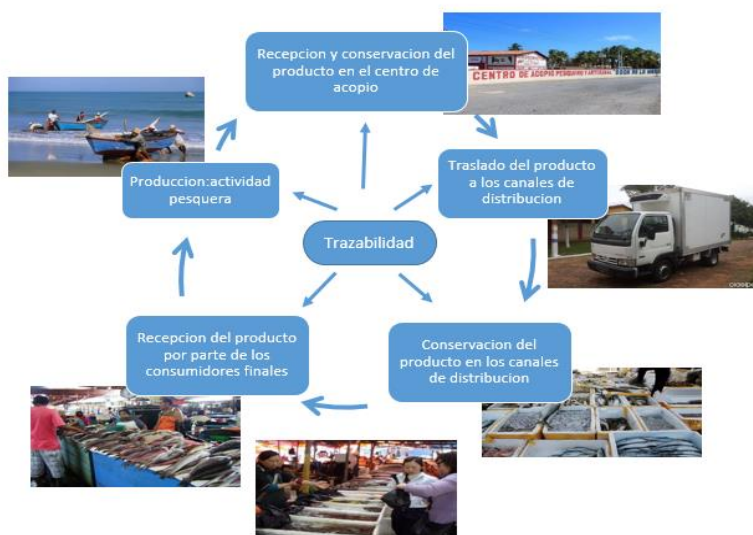 Recepcion y conservacion del
producto en el centro de
acopio
CENTRO DE ACOPIO PESQUERO Y ARTESANAL
Produccion:actividad
pesquera
Traslado del producto
a los canales de
distribucion
Trazabilidad
Recepcion del producto
por parte de los
consumidores finales
Conservacion del
producto en los canales
de distribucion